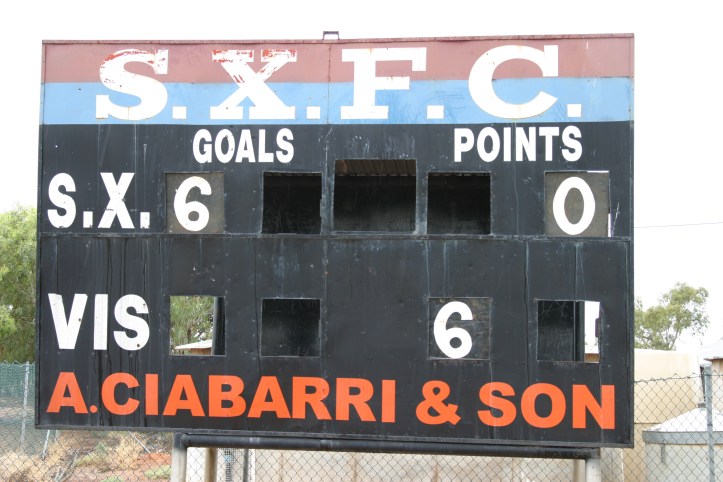 S.X.F.C.
GOALS POINTS
S.X. 6 0
VIS 6
A.CIABARRI & SON